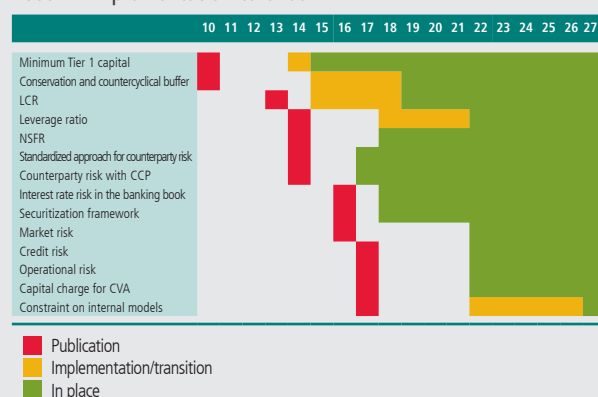 10 11 12 13 14 15 16 17 18 19 20 21 22 23 24 25 26 27
Minimum Tier 1 capital
Conservation and countercyclical buffer
LCR
Leverage ratio
NSFR
Standardized approach for counterparty risk
Counterparty risk with CCP
Interest rate risk in the banking book
Securitization framework
Market risk
Credit risk
Operational risk
Capital charge for CVA
Constraint on internal models
Publication
Implementation/transition
In place